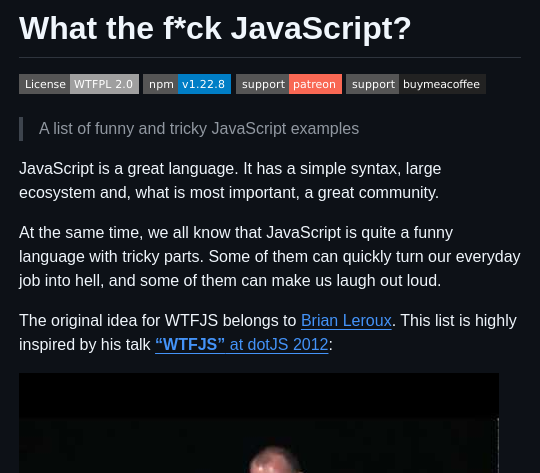 What the f*ck JavaScript?
License WTFPL 2.0 npm v1.22.8 support patreon support buymeacoffee
A list of funny and tricky JavaScript examples
JavaScript is a great language. It has a simple syntax, large
ecosystem and, what is most important, a great community.
At the same time, we all know that JavaScript is quite a funny
language with tricky parts. Some of them can quickly turn our everyday
job into hell, and some of them can make us laugh out loud.
The original idea for WTFJS belongs to Brian Leroux. This list is highly
inspired by his talk “WTFJS” at dotJS 2012: